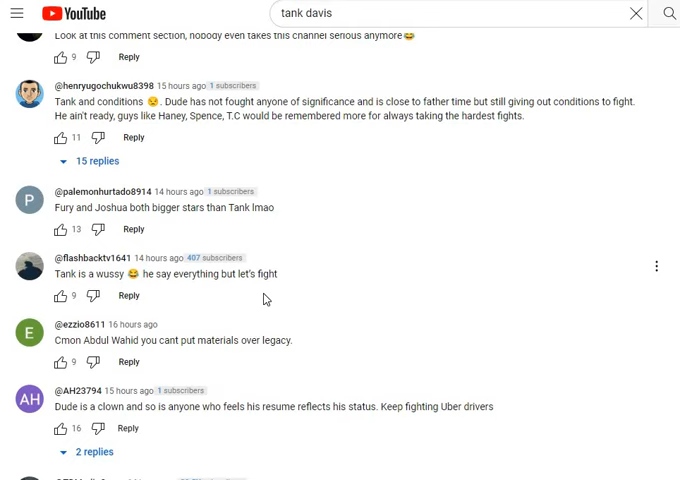 YouTube
tank davis
Look at this comment section, nobody even takes this channel serious anymore😂
9 Reply
@henryugochukwu8398 15 hours ago 1 subscribers
Tank and conditions 😒. Dude has not fought anyone of significance and is close to father time but still giving out conditions to fight.
He ain't ready, guys like Haney, Spence, T.C would be remembered more for always taking the hardest fights.
11 Reply
15 replies
P
@palemonhurtado8914 14 hours ago 1 subscribers
Fury and Joshua both bigger stars than Tank lmao
13 Reply
@flashbacktv1641 14 hours ago 407 subscribers
Tank is a wussy 😂 he say everything but let's fight
9 Reply
E
@ezzio8611 16 hours ago
Cmon Abdul Wahid you cant put materials over legacy.
9 Reply
AH
@AH23794 15 hours ago 1 subscribers
Dude is a clown and so is anyone who feels his resume reflects his status. Keep fighting Uber drivers
16 Reply
2 replies